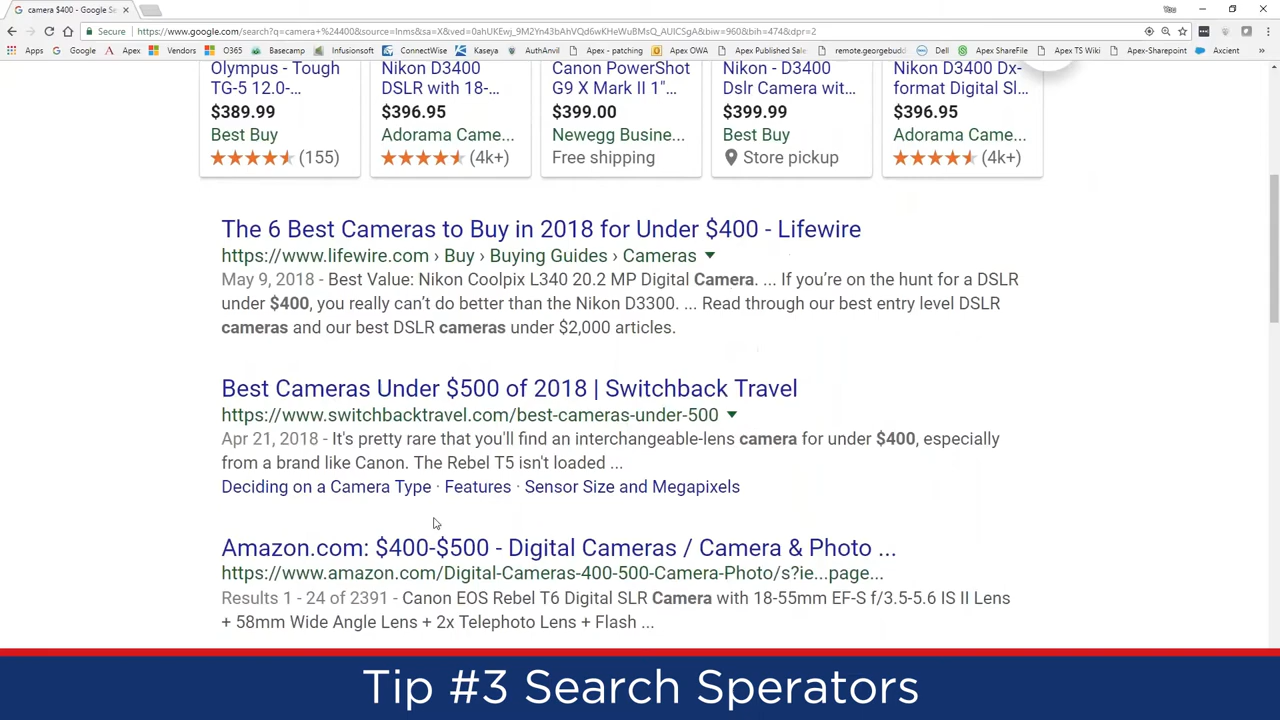 camera $400 - Google Se
You
Secure
https://www.google.com/search?q=camera+%24400&source=lnms&sa=X&ved=0ahUKEwj_9M2Yn43bAhVQd6wKHeWuBMsQ_AUICSgA&biw=960&bih=474&dpr=2
Apps Google Apex Vendors O365 Basecamp Infusionsoft ConnectWise Kaseya AuthAnvil Apex - patching Apex OWA Apex Published Sale remote.georgebuic Dell Apex ShareFile Apex TS Wiki Apex-Sharepoint Axcient
Olympus - Tough
TG-5 12.0-...
$389.99
Best Buy
(155)
Nikon D3400
DSLR with 18-...
$396.95
Adorama Came...
(4k+)
Canon PowerShot
G9 X Mark II 1"...
$399.00
Newegg Busine...
Free shipping
Nikon - D3400
Dslr Camera wit...
$399.99
Best Buy
Store pickup
Nikon D3400 Dx-
format Digital Sl...
$396.95
Adorama Came...
(4k+)
The 6 Best Cameras to Buy in 2018 for Under $400 - Lifewire
https://www.lifewire.com › Buy › Buying Guides › Cameras
May 9, 2018 - Best Value: Nikon Coolpix L340 20.2 MP Digital Camera. ... If you're on the hunt for a DSLR
under $400, you really can't do better than the Nikon D3300. ... Read through our best entry level DSLR
cameras and our best DSLR cameras under $2,000 articles.
Best Cameras Under $500 of 2018 | Switchback Travel
https://www.switchbacktravel.com/best-cameras-under-500
Apr 21, 2018 - It's pretty rare that you'll find an interchangeable-lens camera for under $400, especially
from a brand like Canon. The Rebel T5 isn't loaded ...
Deciding on a Camera Type · Features · Sensor Size and Megapixels
Amazon.com: $400-$500 - Digital Cameras / Camera & Photo ...
https://www.amazon.com/Digital-Cameras-400-500-Camera-Photo/s?ie...page...
Results 1 - 24 of 2391 - Canon EOS Rebel T6 Digital SLR Camera with 18-55mm EF-S f/3.5-5.6 IS II Lens
+ 58mm Wide Angle Lens + 2x Telephoto Lens + Flash ...
Tip #3 Search Sperators